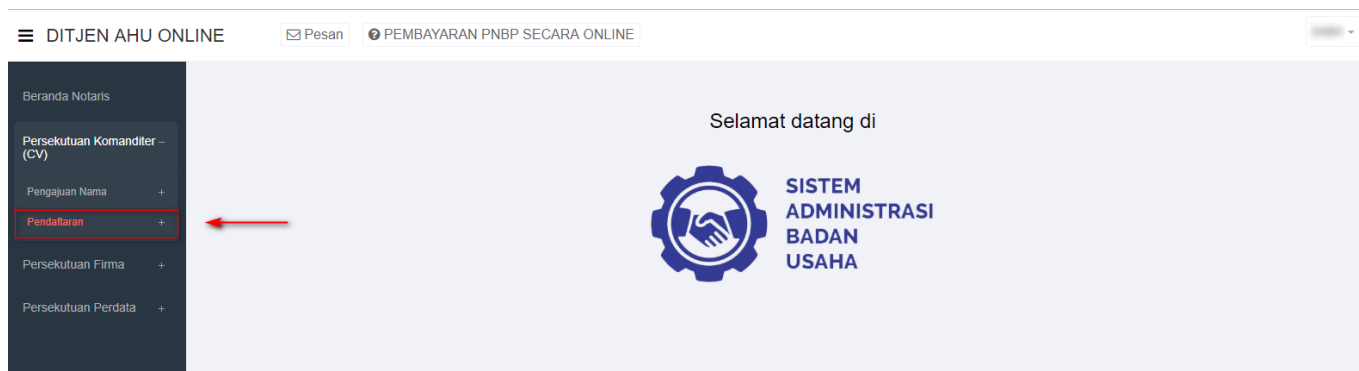 ☰ DITJEN AHU ONLINE
Pesan
PEMBAYARAN PNBP SECARA ONLINE
Beranda Notaris
Persekutuan Komanditer –
(CV)
Pengajuan Nama +
Pendaftaran +
Persekutuan Firma +
Persekutuan Perdata +
Selamat datang di
SISTEM
ADMINISTRASI
BADAN
USAHA